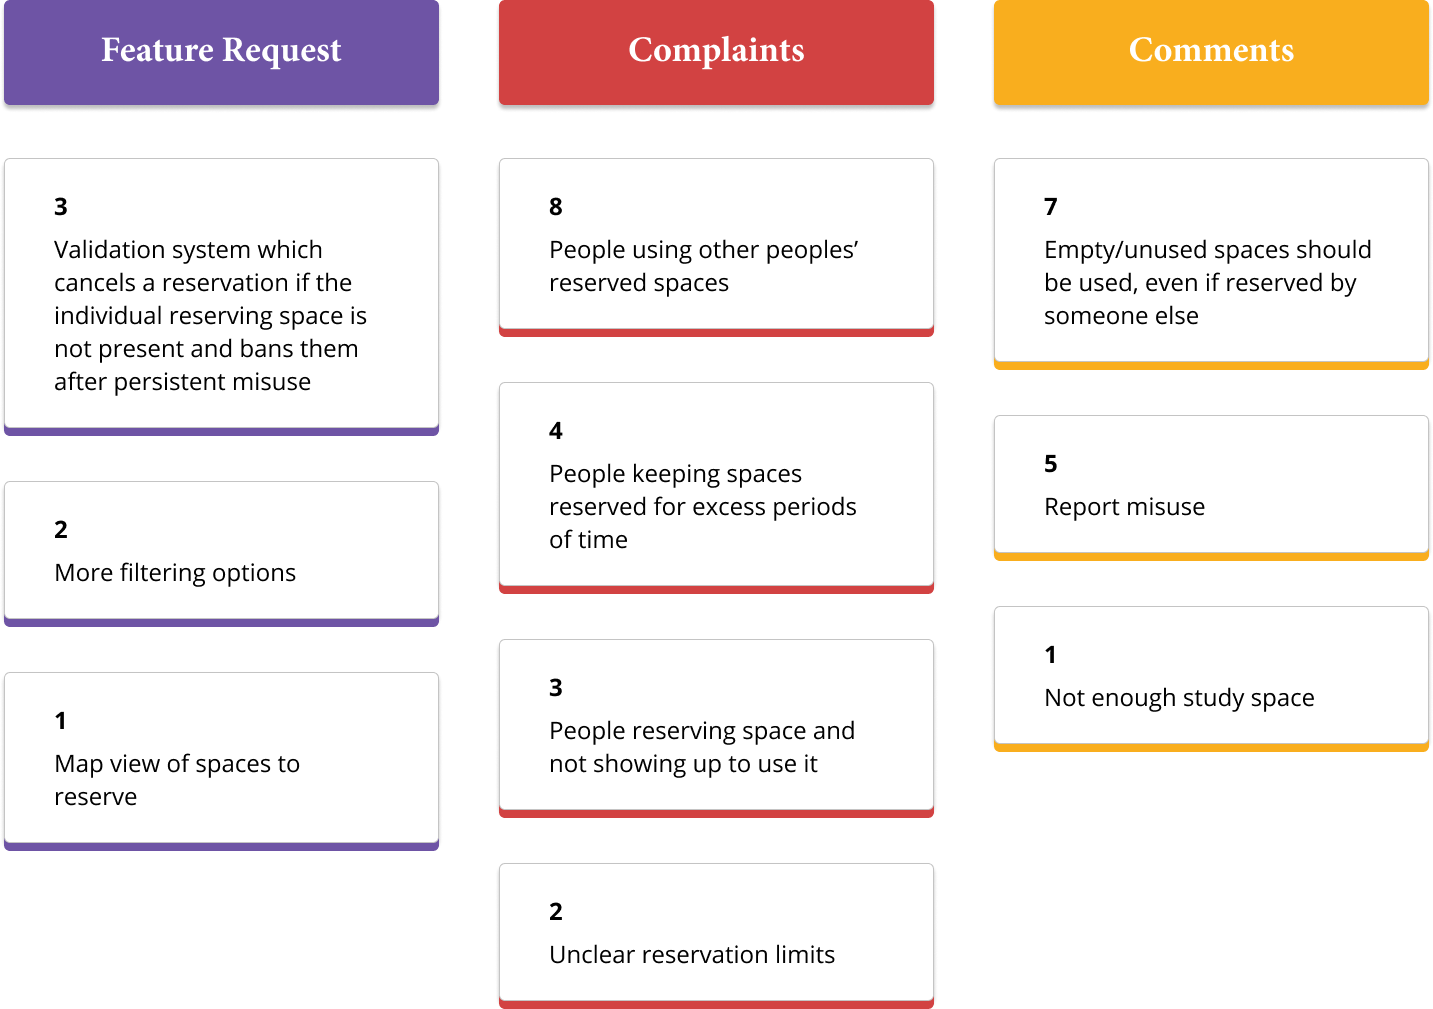 Feature Request
3
Validation system which
cancels a reservation if the
individual reserving space is
not present and bans them
after persistent misuse
2
More filtering options
1
Map view of spaces to
reserve
Complaints
8
People using other peoples’
reserved spaces
4
People keeping spaces
reserved for excess periods
of time
3
People reserving space and
not showing up to use it
2
Unclear reservation limits
Comments
7
Empty/unused spaces should
be used, even if reserved by
someone else
5
Report misuse
1
Not enough study space